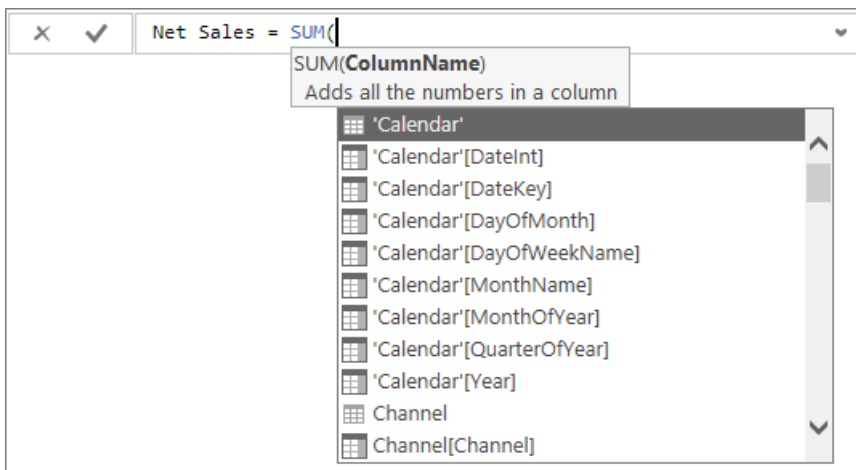 Net Sales = SUM(
SUM(ColumnName)
Adds all the numbers in a column
'Calendar'
'Calendar'[DateInt]
'Calendar'[DateKey]
'Calendar'[DayOfMonth]
'Calendar'[DayOfWeekName]
'Calendar'[MonthName]
'Calendar'[MonthOfYear]
'Calendar'[QuarterOfYear]
'Calendar'[Year]
Channel
Channel[Channel]